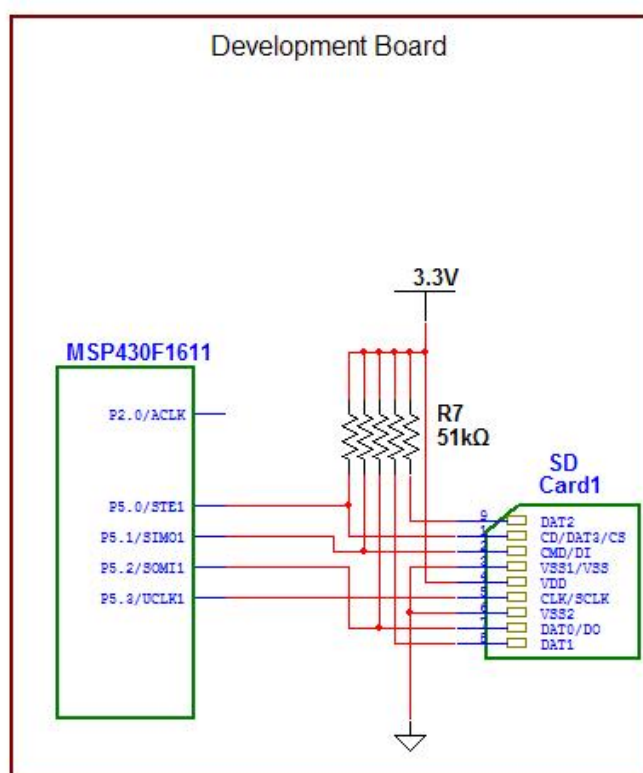 Development Board
3.3V
MSP430F1611
P2.0/ACLK
R7
51kΩ
SD
Card1
P5.0/STE1
P5.1/SIMO1
P5.2/SOMI1
P5.3/UCLK1
9 DAT2
1 CD/DAT3/CS
2 CMD/DI
3 VSS1/VSS
4 VDD
5 CLK/SCLK
6 VSS2
7 DAT0/DO
8 DAT1